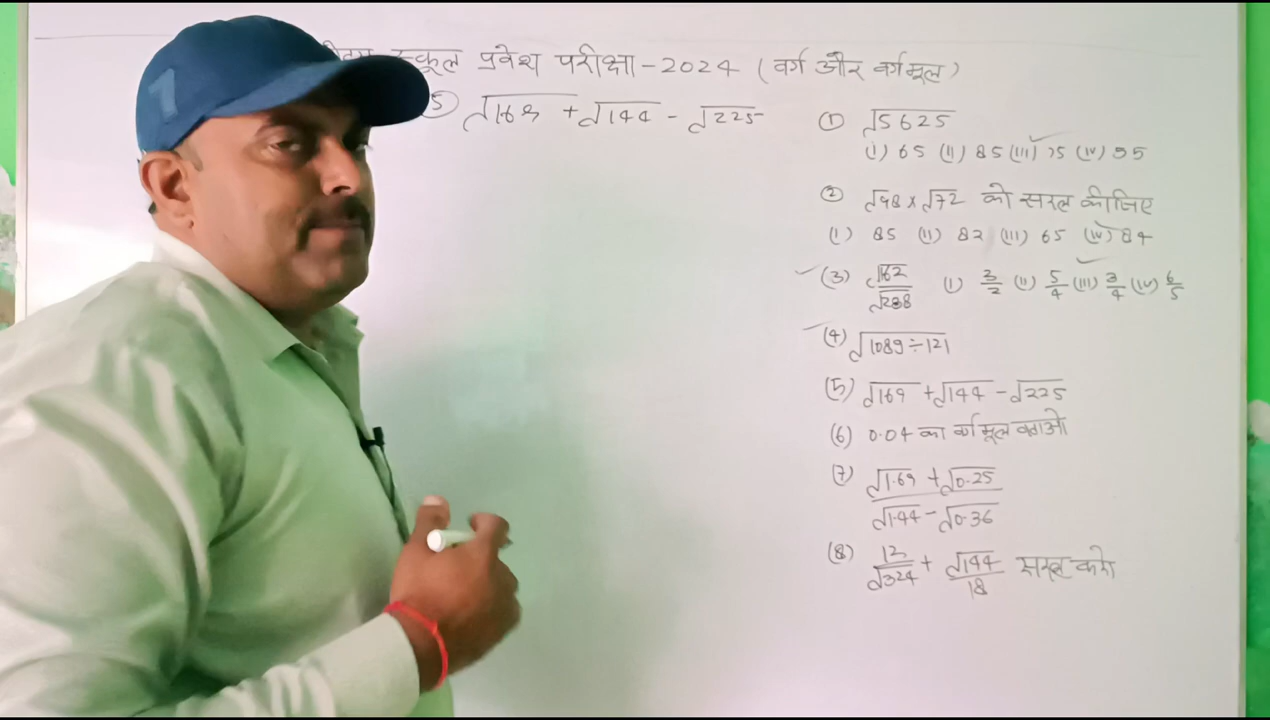 स्कूल प्रवेश परीक्षा-2024 (वर्ग और वर्गमूल)
⑤ √169 + √144 - √225
① √5625
(i) 65 (ii) 85 (iii) 75 (iv) 95
② √98 x √72 को सरल कीजिए
(i) 85 (ii) 82 (iii) 65 (iv) 84
(3) √162/√288 (i) 3/2 (ii) 5/4 (iii) 3/4 (iv) 6/5
(4) √1089÷121
(5) √169 + √144 - √225
(6) 0.04 का वर्गमूल बताओ
(7) √1.69 + √0.25
√1.44 - √0.36
(8) 12/√324 + √144/18 सरल करो
1